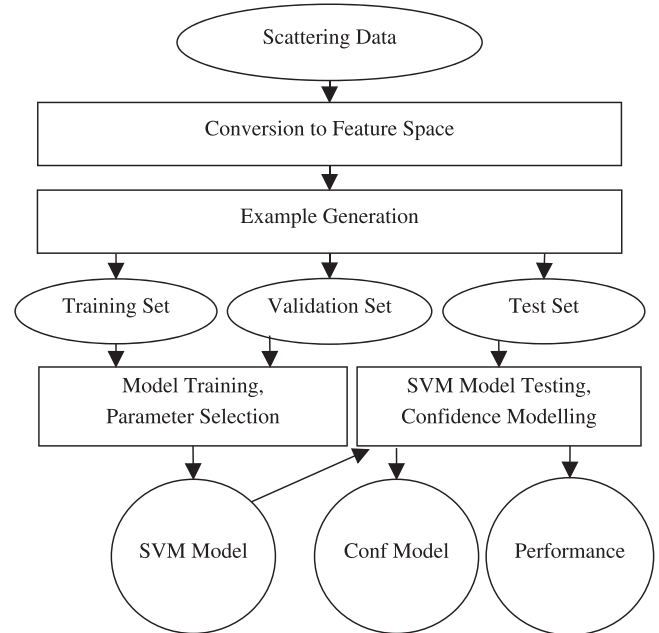 Scattering Data
Conversion to Feature Space
Example Generation
Training Set
Validation Set
Test Set
Model Training,
Parameter Selection
SVM Model Testing,
Confidence Modelling
SVM Model
Conf Model
Performance